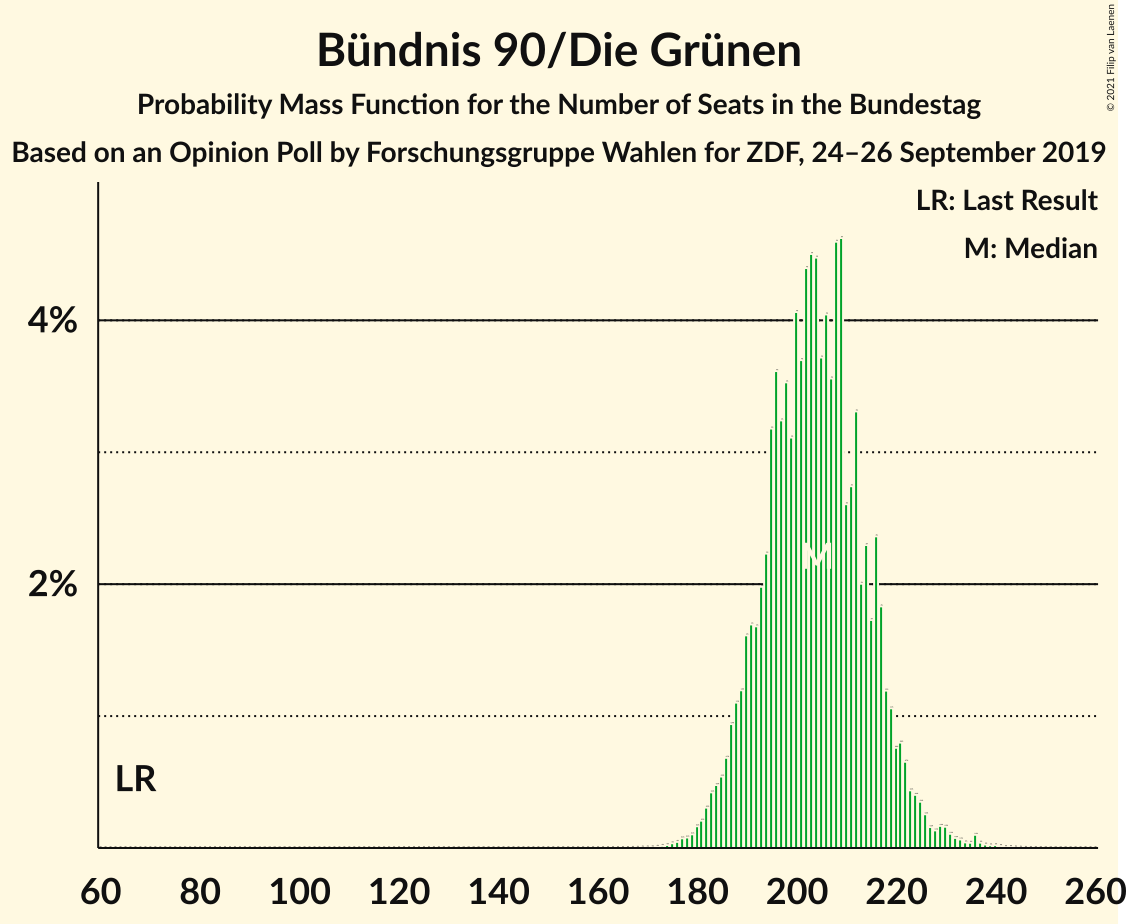 Bündnis 90/Die Grünen
Probability Mass Function for the Number of Seats in the Bundestag
Based on an Opinion Poll by Forschungsgruppe Wahlen for ZDF, 24–26 September 2019
© 2021 Filip van Laenen
LR: Last Result
M: Median
4%
2%
M
LR
60 80 100 120 140 160 180 200 220 240 260